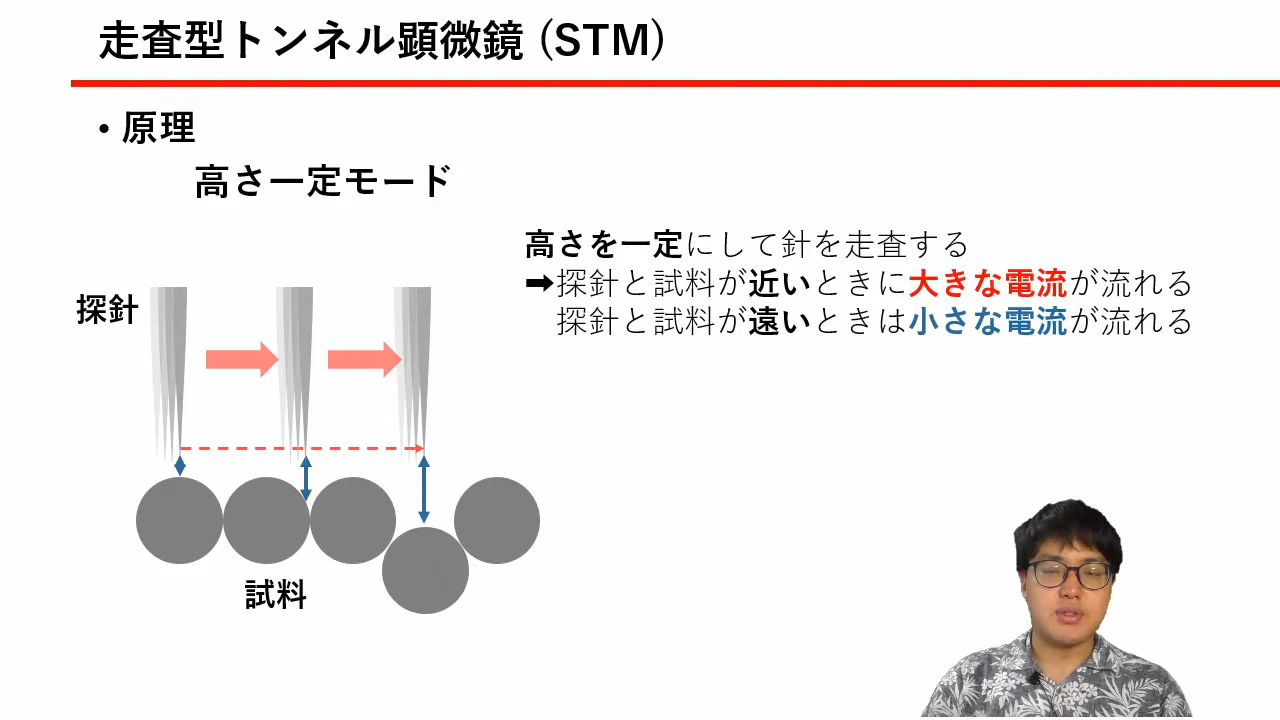 走査型トンネル顕微鏡 (STM)
• 原理
高さ一定モード
高さを一定にして針を走査する
➡探針と試料が近いときに大きな電流が流れる
探針と試料が遠いときは小さな電流が流れる
探針
試料